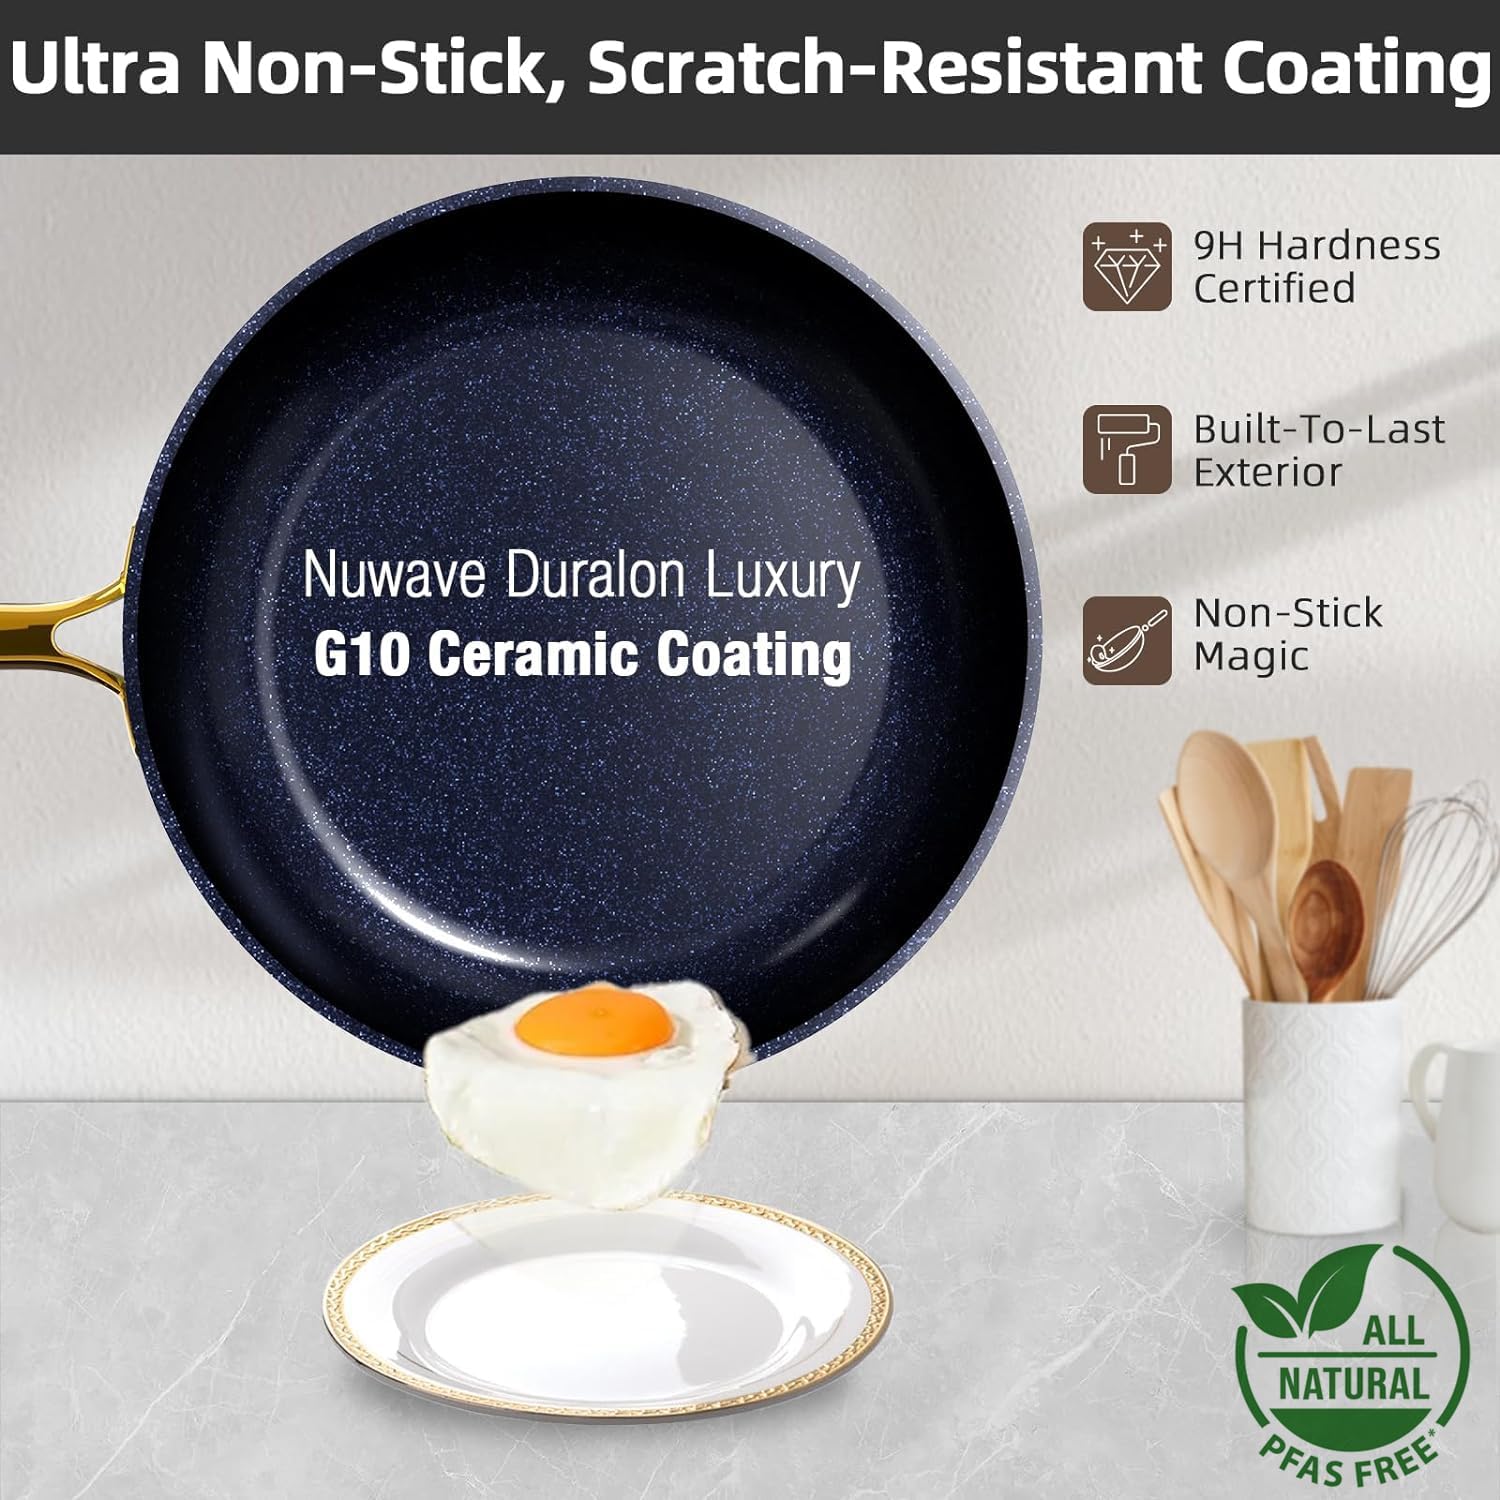 Ultra Non-Stick, Scratch-Resistant Coating
9H Hardness
Certified
Built-To-Last
Exterior
Nuwave Duralon Luxury
G10 Ceramic Coating
Non-Stick
Magic
ALL
NATURAL
PFAS FREE*